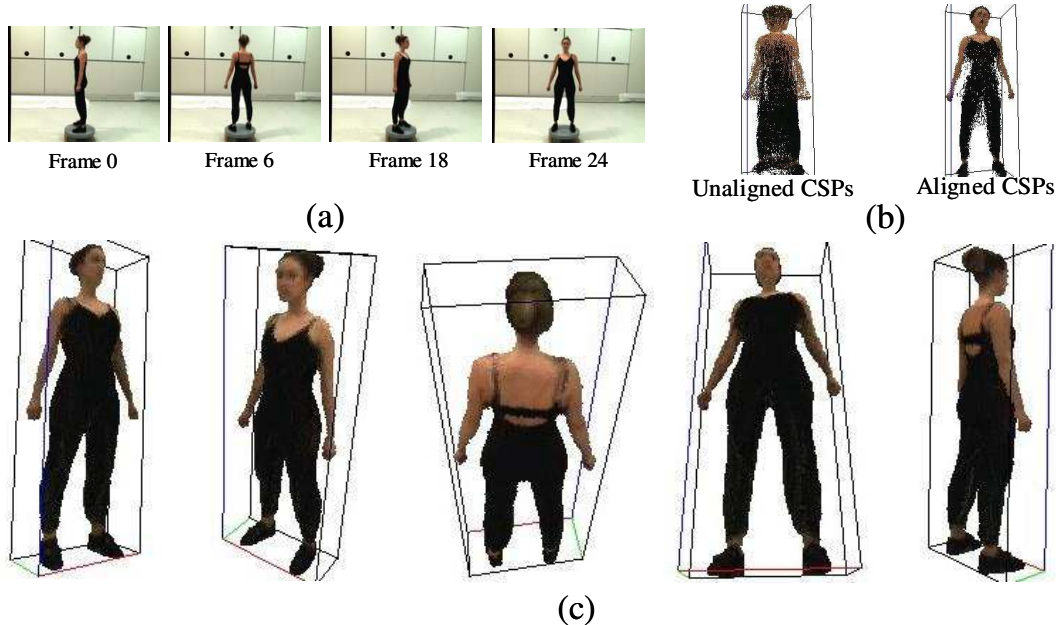 Frame 0
Frame 6
Frame 18
Frame 24
(a)
Unaligned CSPs
Aligned CSPs
(b)
(c)